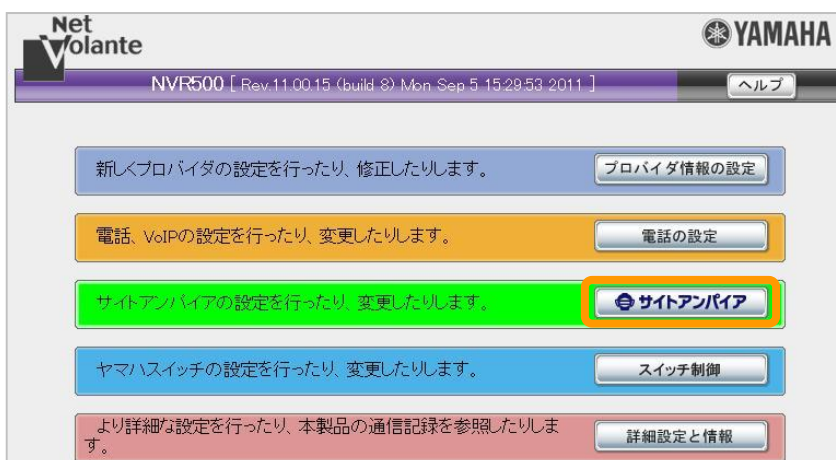 Net
Volante
YAMAHA
NVR500 [ Rev.11.00.15 (build 8) Mon Sep 5 15:29:53 2011 ]
ヘルプ
新しくプロバイダの設定を行ったり、修正したりします。
プロバイダ情報の設定
電話、VoIPの設定を行ったり、変更したりします。
電話の設定
サイトアンパイアの設定を行ったり、変更したりします。
サイトアンパイア
ヤマハスイッチの設定を行ったり、変更したりします。
スイッチ制御
より詳細な設定を行ったり、本製品の通信記録を参照したりしま
す。
詳細設定と情報